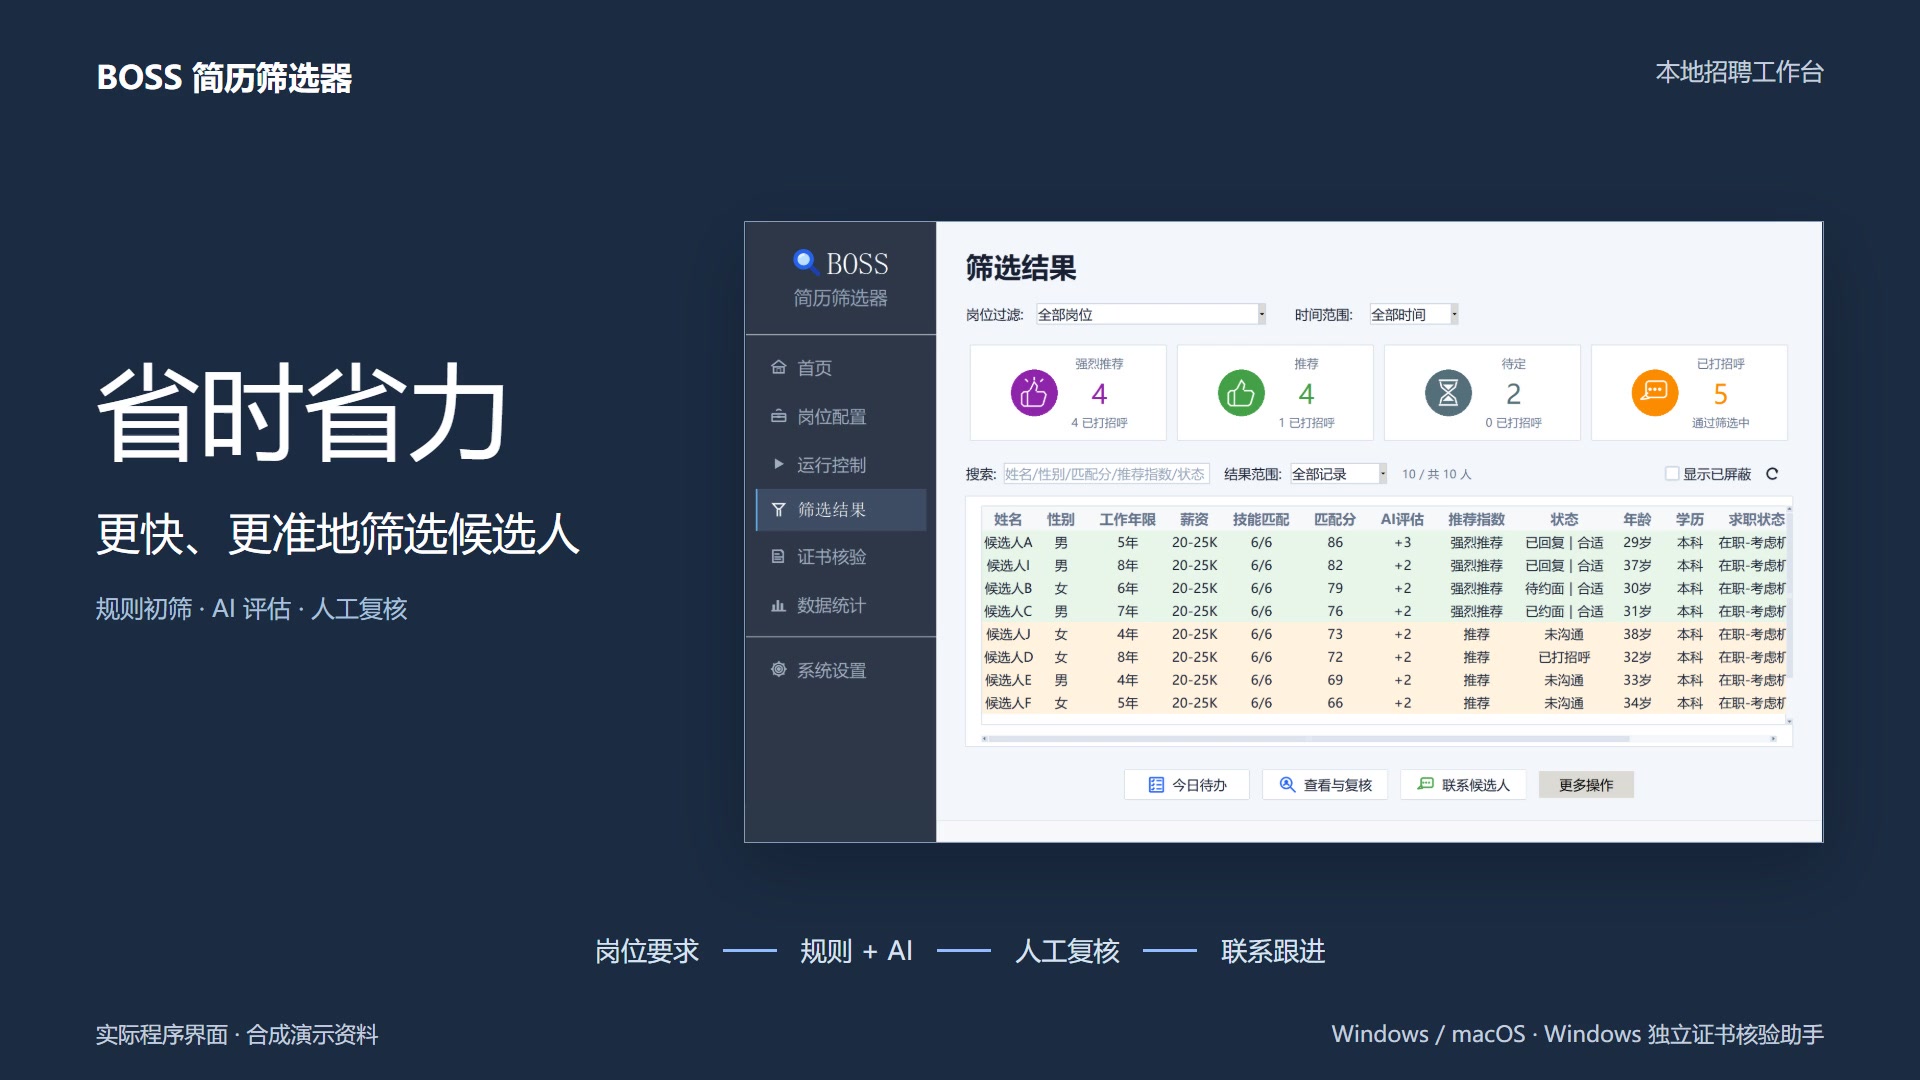 BOSS 简历筛选器
本地招聘工作台
省时省力
更快、更准地筛选候选人
规则初筛 · AI 评估 · 人工复核
BOSS
简历筛选器
首页
岗位配置
运行控制
筛选结果
证书核验
数据统计
系统设置
筛选结果
岗位过滤: 全部岗位 时间范围: 全部时间
强烈推荐
4
4 已打招呼
推荐
4
1 已打招呼
待定
2
0 已打招呼
已打招呼
5
通过筛选中
搜索: 姓名/性别/匹配分/推荐指数/状态 结果范围: 全部记录 10 / 共 10 人 显示已屏蔽
姓名 性别 工作年限 薪资 技能匹配 匹配分 AI评估 推荐指数 状态 年龄 学历 求职状态
候选人A 男 5年 20-25K 6/6 86 +3 强烈推荐 已回复 | 合适 29岁 本科 在职-考虑
候选人I 男 8年 20-25K 6/6 82 +2 强烈推荐 已回复 | 合适 37岁 本科 在职-考虑
候选人B 女 6年 20-25K 6/6 79 +2 强烈推荐 待约面 | 合适 30岁 本科 在职-考虑
候选人C 男 7年 20-25K 6/6 76 +2 强烈推荐 已约面 | 合适 31岁 本科 在职-考虑
候选人J 女 4年 20-25K 6/6 73 +2 推荐 未沟通 38岁 本科 在职-考虑
候选人D 女 8年 20-25K 6/6 72 +2 推荐 已打招呼 32岁 本科 在职-考虑
候选人E 男 4年 20-25K 6/6 69 +2 推荐 未沟通 33岁 本科 在职-考虑
候选人F 女 5年 20-25K 6/6 66 +2 推荐 未沟通 34岁 本科 在职-考虑
今日待办 查看与复核 联系候选人 更多操作
岗位要求 规则 + AI 人工复核 联系跟进
实际程序界面 · 合成演示资料
Windows / macOS · Windows 独立证书核验助手